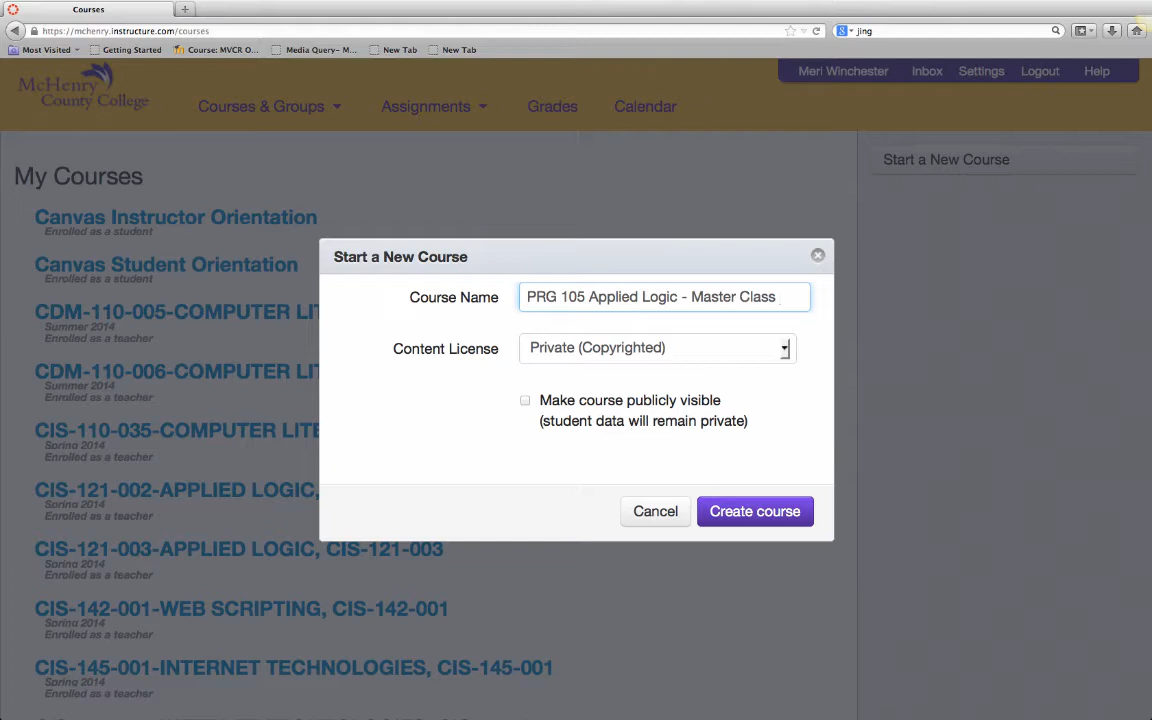 Courses
https://mchenry.instructure.com/courses
jing
Most Visited
Getting Started
Course: MVCR O...
Media Query- M...
New Tab
New Tab
McHenry
County College
Courses & Groups
Assignments
Grades
Calendar
Meri Winchester
Inbox
Settings
Logout
Help
My Courses
Start a New Course
Canvas Instructor Orientation
Enrolled as a student
Canvas Student Orientation
Enrolled as a student
CDM-110-005-COMPUTER LIT
Summer 2014
Enrolled as a teacher
CDM-110-006-COMPUTER LIT
Summer 2014
Enrolled as a teacher
CIS-110-035-COMPUTER LITE
Spring 2014
Enrolled as a teacher
CIS-121-002-APPLIED LOGIC,
Spring 2014
Enrolled as a teacher
CIS-121-003-APPLIED LOGIC, CIS-121-003
Spring 2014
Enrolled as a teacher
CIS-142-001-WEB SCRIPTING, CIS-142-001
Spring 2014
Enrolled as a teacher
CIS-145-001-INTERNET TECHNOLOGIES, CIS-145-001
Spring 2014
Enrolled as a teacher
Start a New Course
Course Name
PRG 105 Applied Logic - Master Class
Content License
Private (Copyrighted)
Make course publicly visible
(student data will remain private)
Cancel
Create course